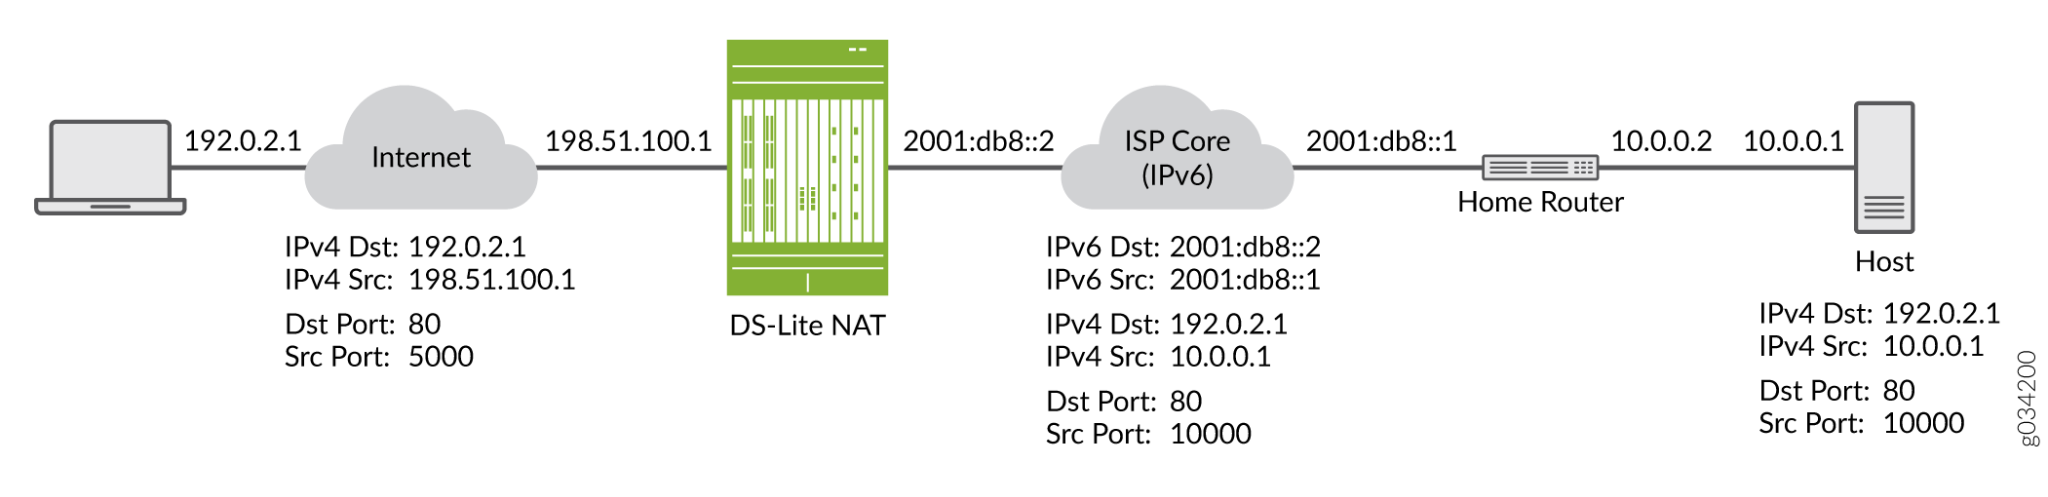 192.0.2.1
Internet
198.51.100.1
2001:db8::2
ISP Core
(IPv6)
2001:db8::1
10.0.0.2
10.0.0.1
Home Router
IPv4 Dst: 192.0.2.1
IPv4 Src: 198.51.100.1
Dst Port: 80
Src Port: 5000
DS-Lite NAT
IPv6 Dst: 2001:db8::2
IPv6 Src: 2001:db8::1
IPv4 Dst: 192.0.2.1
IPv4 Src: 10.0.0.1
Dst Port: 80
Src Port: 10000
Host
IPv4 Dst: 192.0.2.1
IPv4 Src: 10.0.0.1
Dst Port: 80
Src Port: 10000
g034200